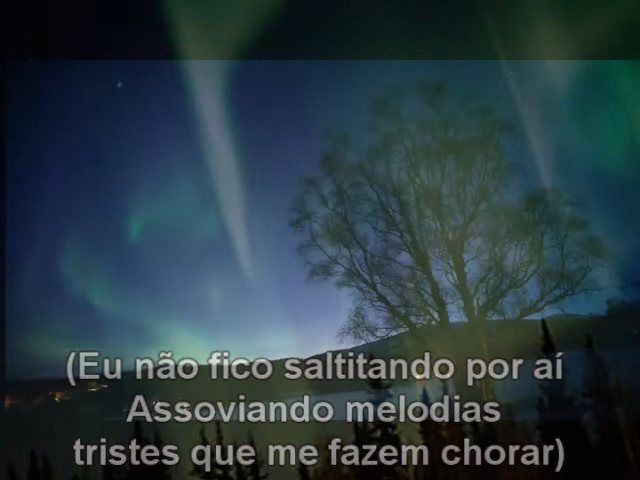 (Eu não fico saltitando por aí
Assoviando melodias
tristes que me fazem chorar)